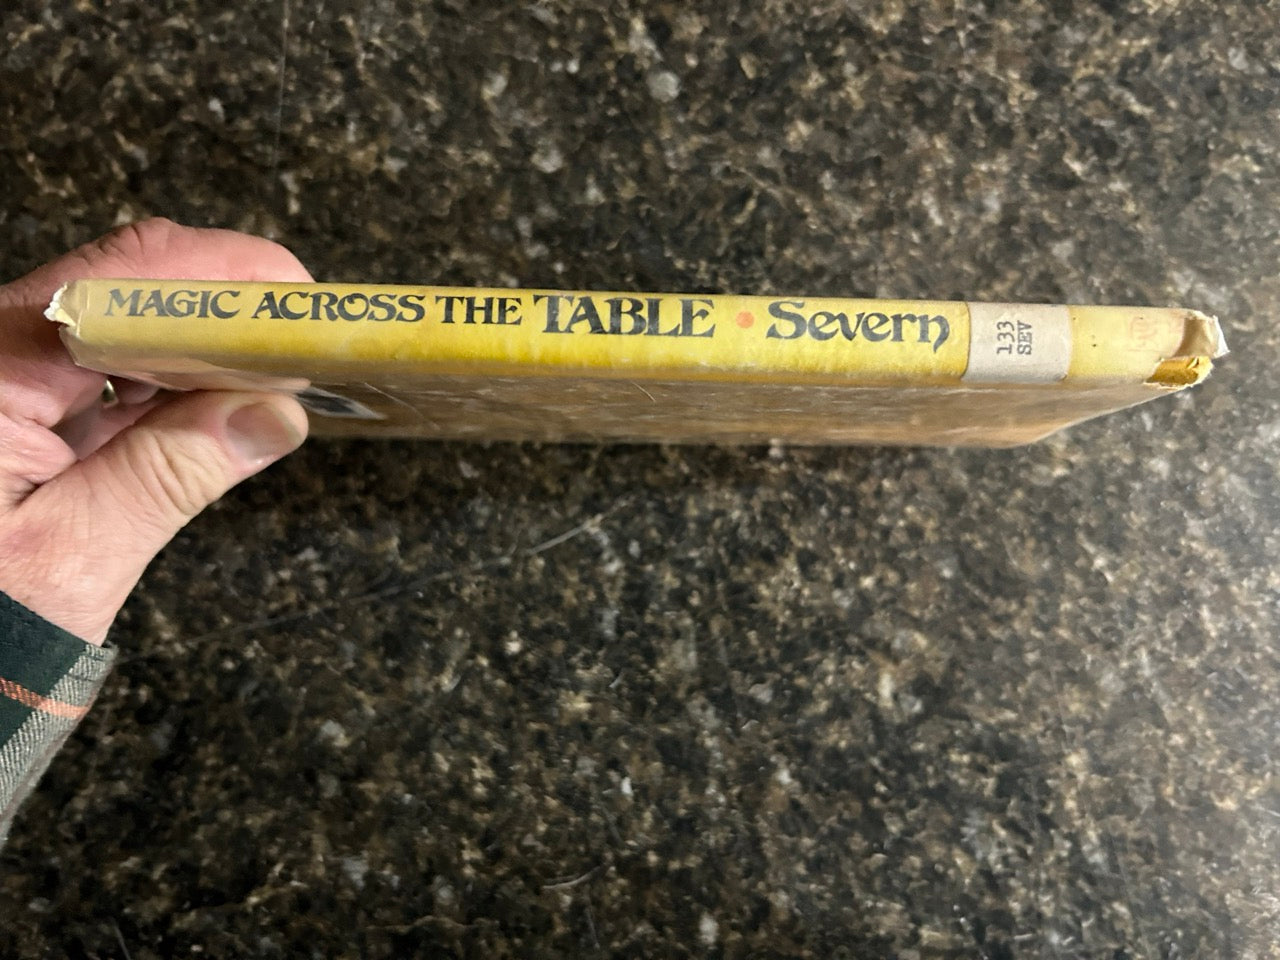 MAGIC ACROSS THE TABLE • Severn
133
SEV